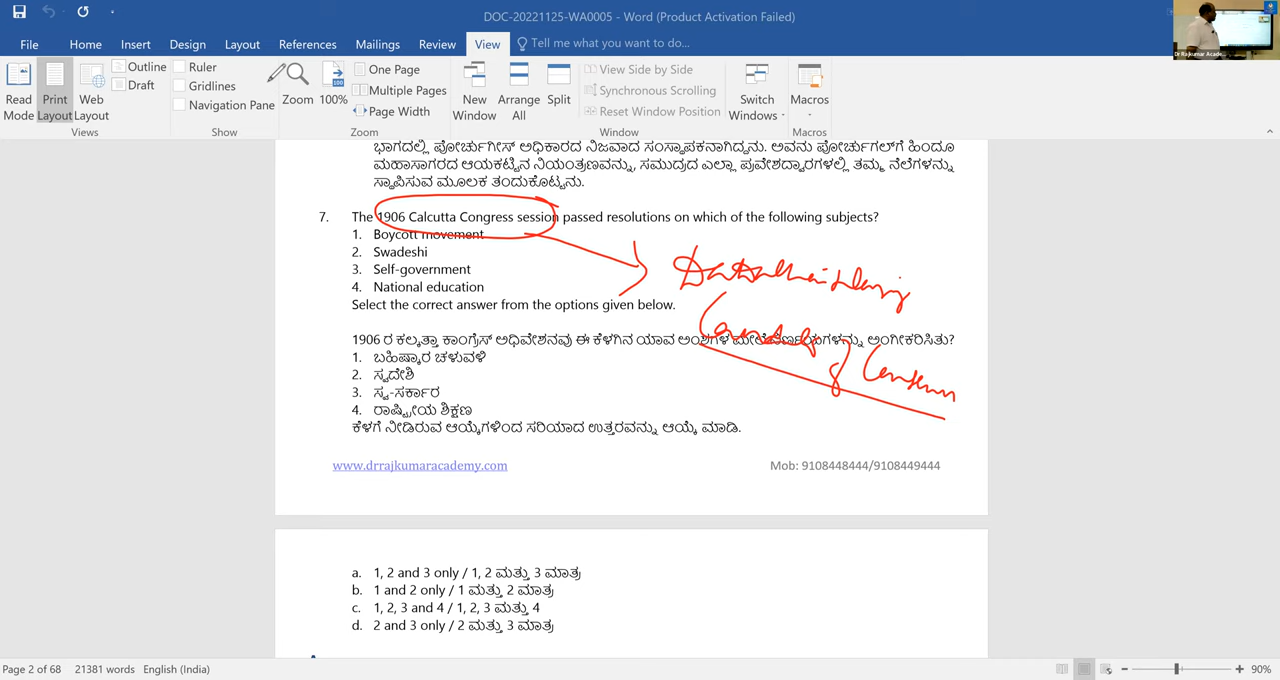 DOC-20221125-WA0005 - Word (Product Activation Failed)
File Home Insert Design Layout References Mailings Review View Tell me what you want to do...
Read Mode
Print Layout
Web Layout
Outline
Draft
Views
Ruler
Gridlines
Navigation Pane
Show
Zoom
100%
One Page
Multiple Pages
Page Width
Zoom
New Window
Arrange All
Split
View Side by Side
Synchronous Scrolling
Reset Window Position
Window
Switch Windows
Macros
Macros
Dr Rajkumar Acade...
ಭಾಗದಲ್ಲಿ ಪೋರ್ಚುಗೀಸ್ ಅಧಿಕಾರದ ನಿಜವಾದ ಸಂಸ್ಥಾಪಕನಾಗಿದ್ದನು. ಅವನು ಪೋರ್ಚುಗಲ್‌ಗೆ ಹಿಂದೂ
ಮಹಾಸಾಗರದ ಆಯಕಟ್ಟಿನ ನಿಯಂತ್ರಣವನ್ನು, ಸಮುದ್ರದ ಎಲ್ಲಾ ಪ್ರವೇಶದ್ವಾರಗಳಲ್ಲಿ ತಮ್ಮ ನೆಲೆಗಳನ್ನು
ಸ್ಥಾಪಿಸುವ ಮೂಲಕ ತಂದುಕೊಟ್ಟನು.
7. The 1906 Calcutta Congress session passed resolutions on which of the following subjects?
1. Boycott movement
2. Swadeshi
3. Self-government
4. National education
Select the correct answer from the options given below.
1906 ರ ಕಲ್ಕತ್ತಾ ಕಾಂಗ್ರೆಸ್ ಅಧಿವೇಶನವು ಈ ಕೆಳಗಿನ ಯಾವ ಅಂಶಗಳ ಮೇಲೆ ನಿರ್ಣಯಗಳನ್ನು ಅಂಗೀಕರಿಸಿತು?
1. ಬಹಿಷ್ಕಾರ ಚಳುವಳಿ
2. ಸ್ವದೇಶಿ
3. ಸ್ವ-ಸರ್ಕಾರ
4. ರಾಷ್ಟ್ರೀಯ ಶಿಕ್ಷಣ
ಕೆಳಗೆ ನೀಡಿರುವ ಆಯ್ಕೆಗಳಿಂದ ಸರಿಯಾದ ಉತ್ತರವನ್ನು ಆಯ್ಕೆ ಮಾಡಿ.
www.drrajkumaracademy.com Mob: 9108448444/9108449444
a. 1, 2 and 3 only / 1, 2 ಮತ್ತು 3 ಮಾತ್ರ
b. 1 and 2 only / 1 ಮತ್ತು 2 ಮಾತ್ರ
c. 1, 2, 3 and 4 / 1, 2, 3 ಮತ್ತು 4
d. 2 and 3 only / 2 ಮತ್ತು 3 ಮಾತ್ರ
Page 2 of 68 21381 words English (India) 90%